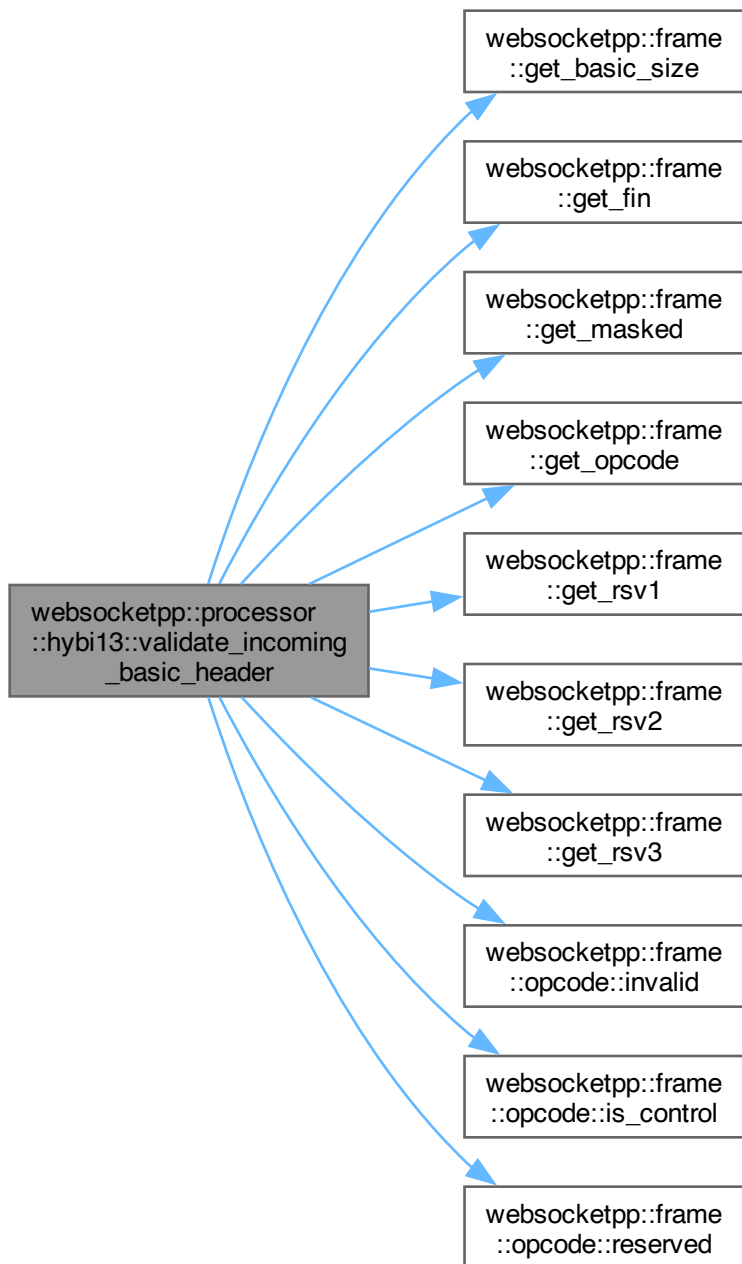 websocketpp::frame
::get_basic_size
websocketpp::frame
::get_fin
websocketpp::frame
::get_masked
websocketpp::frame
::get_opcode
websocketpp::frame
::get_rsv1
websocketpp::processor
::hybi13::validate_incoming
_basic_header
websocketpp::frame
::get_rsv2
websocketpp::frame
::get_rsv3
websocketpp::frame
::opcode::invalid
websocketpp::frame
::opcode::is_control
websocketpp::frame
::opcode::reserved